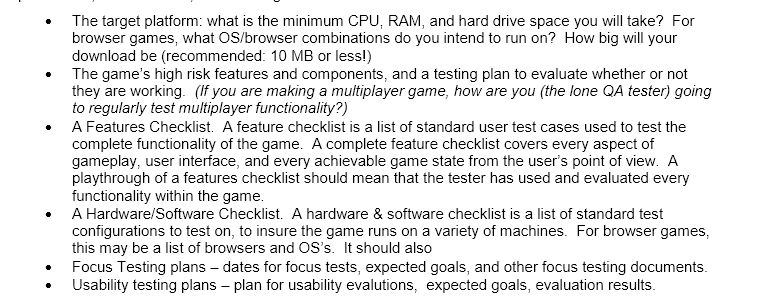 • The target platform: what is the minimum CPU, RAM, and hard drive space you will take?  For
browser games, what OS/browser combinations do you intend to run on?  How big will your
download be (recommended: 10 MB or less!)
• The game's high risk features and components, and a testing plan to evaluate whether or not
they are working.  (If you are making a multiplayer game, how are you (the lone QA tester) going
to regularly test multiplayer functionality?)
• A Features Checklist.  A feature checklist is a list of standard user test cases used to test the
complete functionality of the game.  A complete feature checklist covers every aspect of
gameplay, user interface, and every achievable game state from the user's point of view.  A
playthrough of a features checklist should mean that the tester has used and evaluated every
functionality within the game.
• A Hardware/Software Checklist.  A hardware & software checklist is a list of standard test
configurations to test on, to insure the game runs on a variety of machines.  For browser games,
this may be a list of browsers and OS's.  It should also
• Focus Testing plans – dates for focus tests, expected goals, and other focus testing documents.
• Usability testing plans – plan for usability evalutions,  expected goals, evaluation results.